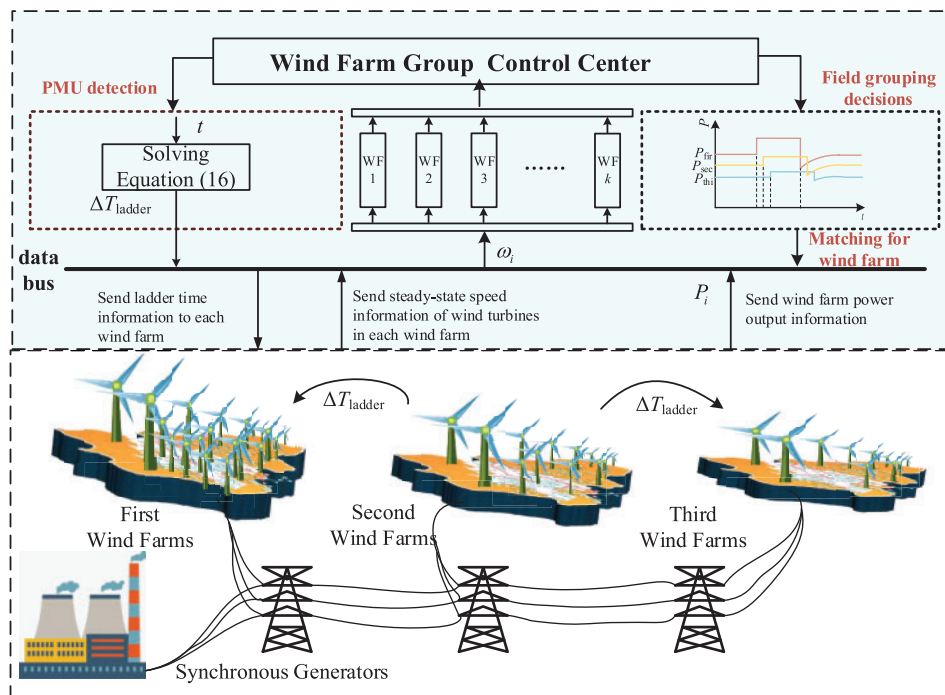 Wind Farm Group Control Center
PMU detection
Field grouping
decisions
t
Solving
Equation (16)
ΔT_ladder
WF
1
WF
2
WF
3
......
WF
k
P
P_fir
P_sec
P_thi
t
ω_i
Matching for
wind farm
data
bus
Send ladder time
information to each
wind farm
Send steady-state speed
information of wind turbines
in each wind farm
P_i
Send wind farm power
output information
ΔT_ladder
ΔT_ladder
First
Wind Farms
Second
Wind Farms
Third
Wind Farms
Synchronous Generators